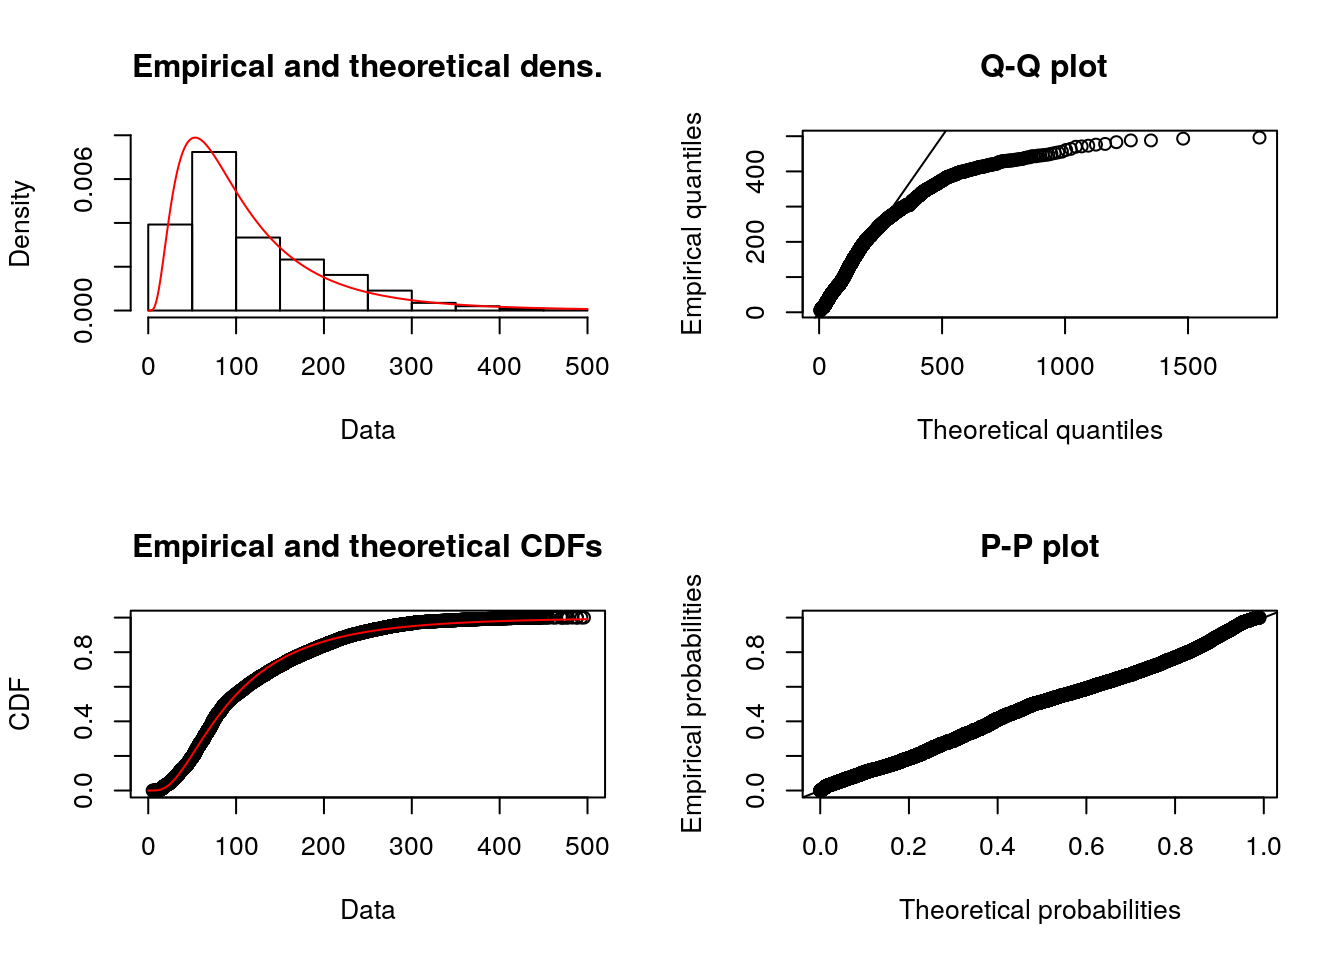 Empirical and theoretical dens.
Density
0.000
0.006
0 100 200 300 400 500
Data
Q-Q plot
Empirical quantiles
0
200
400
0 500 1000 1500
Theoretical quantiles
Empirical and theoretical CDFs
CDF
0.0
0.4
0.8
0 100 200 300 400 500
Data
P-P plot
Empirical probabilities
0.0
0.4
0.8
0.0 0.2 0.4 0.6 0.8 1.0
Theoretical probabilities